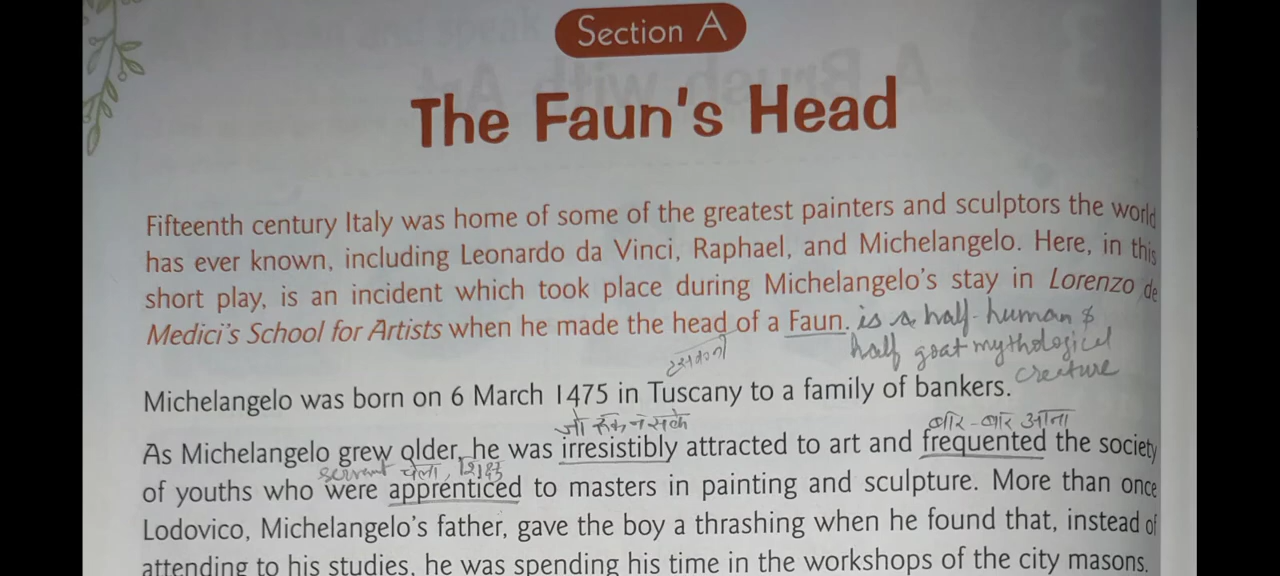 Section A
The Faun's Head
Fifteenth century Italy was home of some of the greatest painters and sculptors the world
has ever known, including Leonardo da Vinci, Raphael, and Michelangelo. Here, in this
short play, is an incident which took place during Michelangelo's stay in Lorenzo de
Medici's School for Artists when he made the head of a Faun. is a half-human &
half goat mythological
creature
Michelangelo was born on 6 March 1475 in Tuscany to a family of bankers.
जो रोक न सके बार-बार आना
As Michelangelo grew older, he was irresistibly attracted to art and frequented the society
servant चेला,
of youths who were apprenticed to masters in painting and sculpture. More than once
Lodovico, Michelangelo's father, gave the boy a thrashing when he found that, instead of
attending to his studies, he was spending his time in the workshops of the city masons.